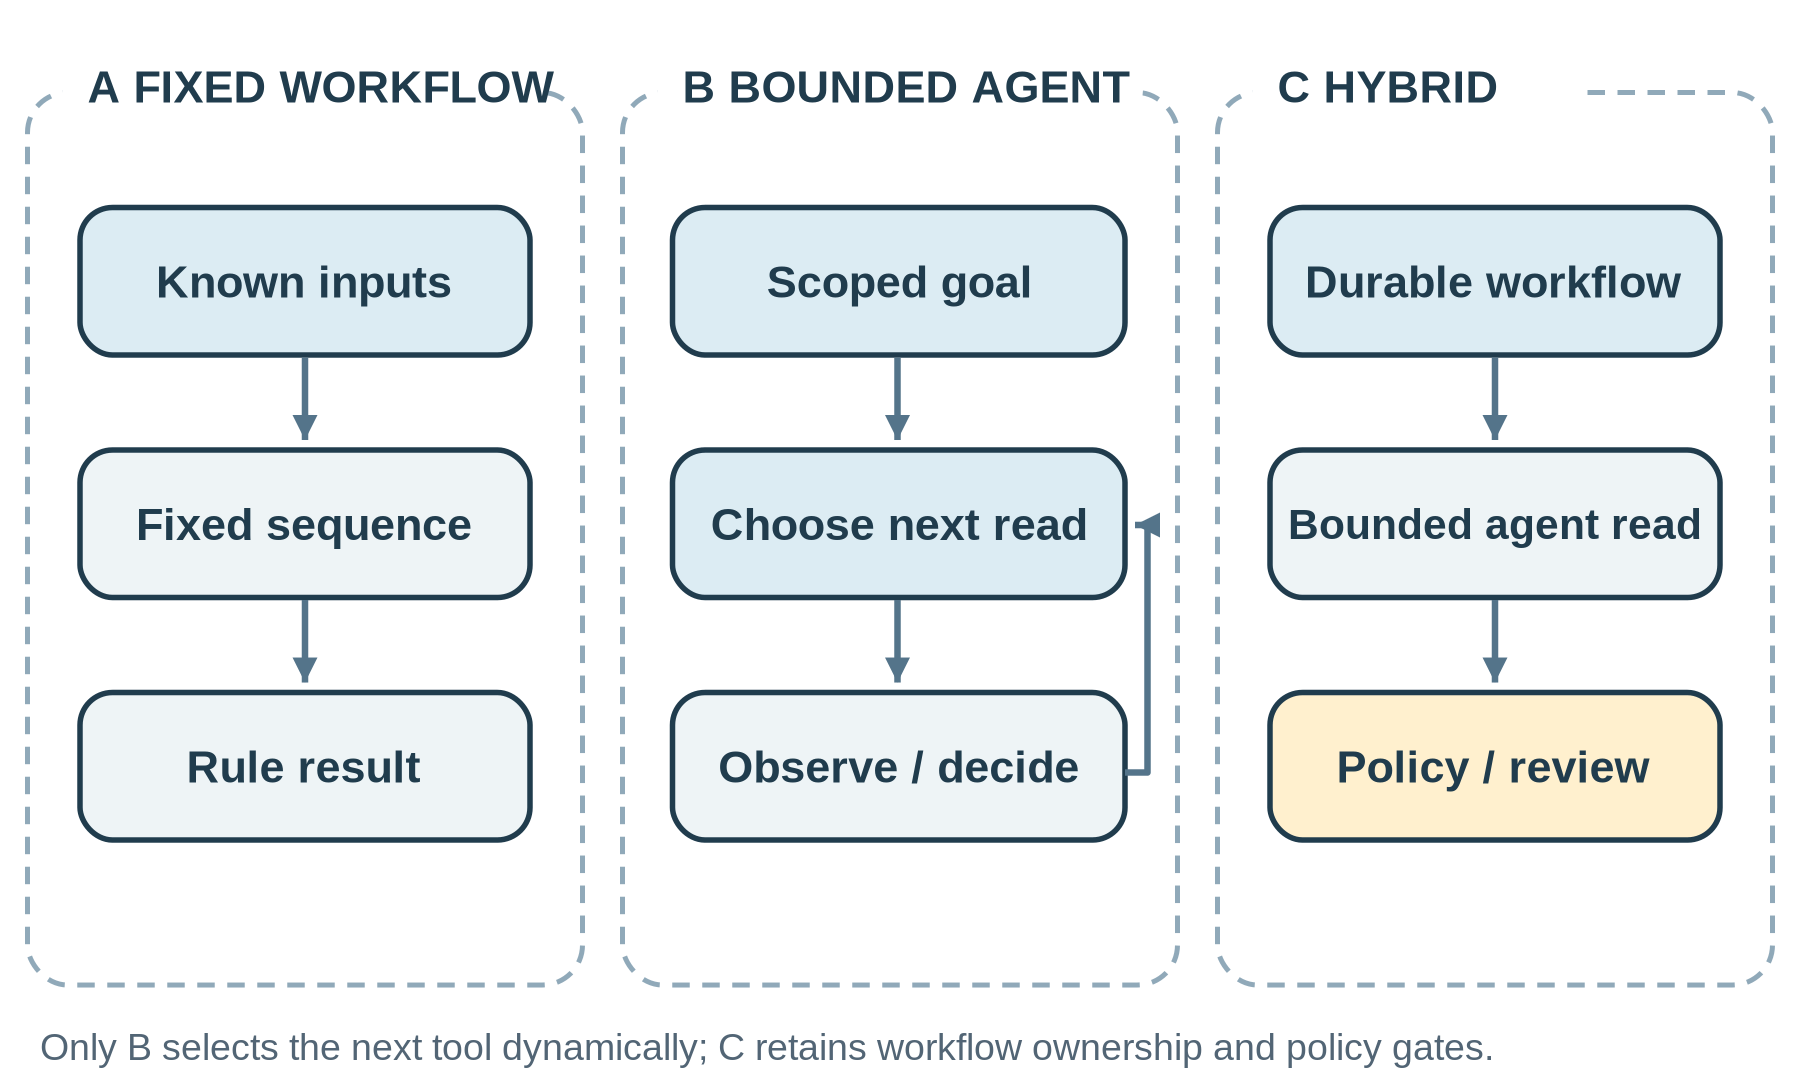 A FIXED WORKFLOW
Known inputs
Fixed sequence
Rule result
B BOUNDED AGENT
Scoped goal
Choose next read
Observe / decide
C HYBRID
Durable workflow
Bounded agent read
Policy / review
Only B selects the next tool dynamically; C retains workflow ownership and policy gates.